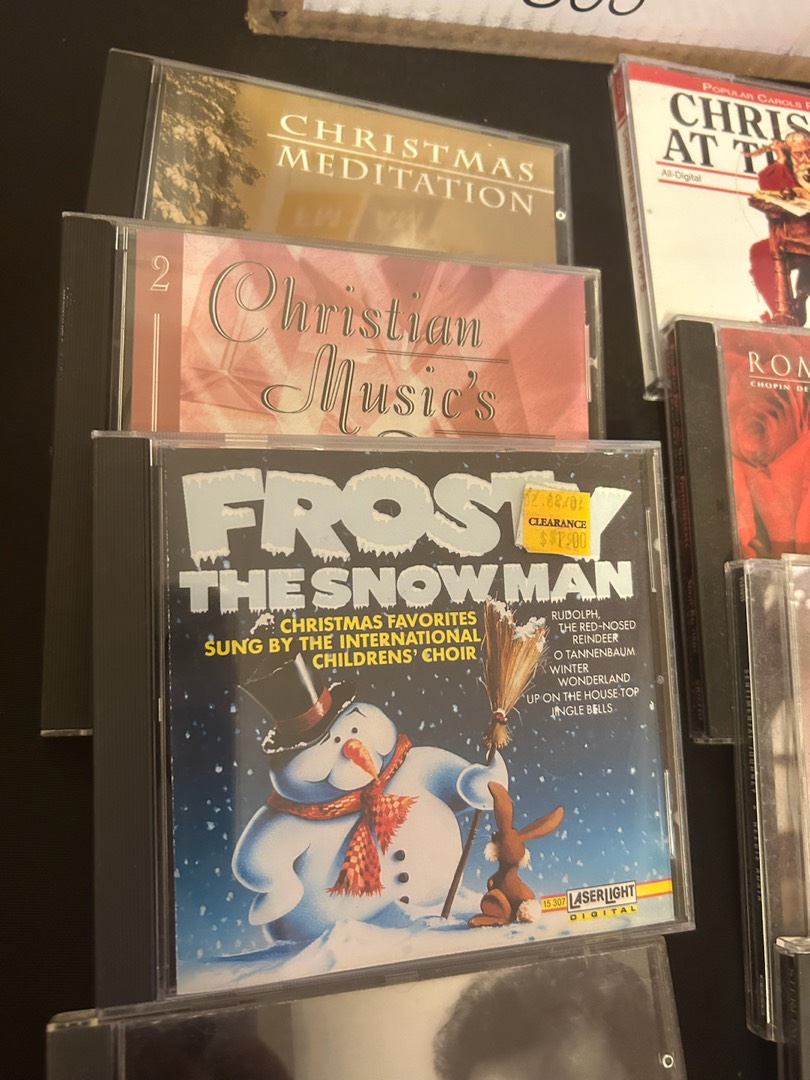 CHRISTMAS
MEDITATION
2
Christian
Music's
FROSTY
THE SNOWMAN
CLEARANCE
CHRISTMAS FAVORITES
SUNG BY THE INTERNATIONAL
CHILDRENS' CHOIR
RUDOLPH,
THE RED-NOSED
REINDEER
O TANNENBAUM
WINTER
WONDERLAND
UP ON THE HOUSE TOP
JINGLE BELLS
15 307
LASERLIGHT
DIGITAL
POPULAR CAROLS
CHRIS
AT T
All-Digital
ROM
CHOPIN DE